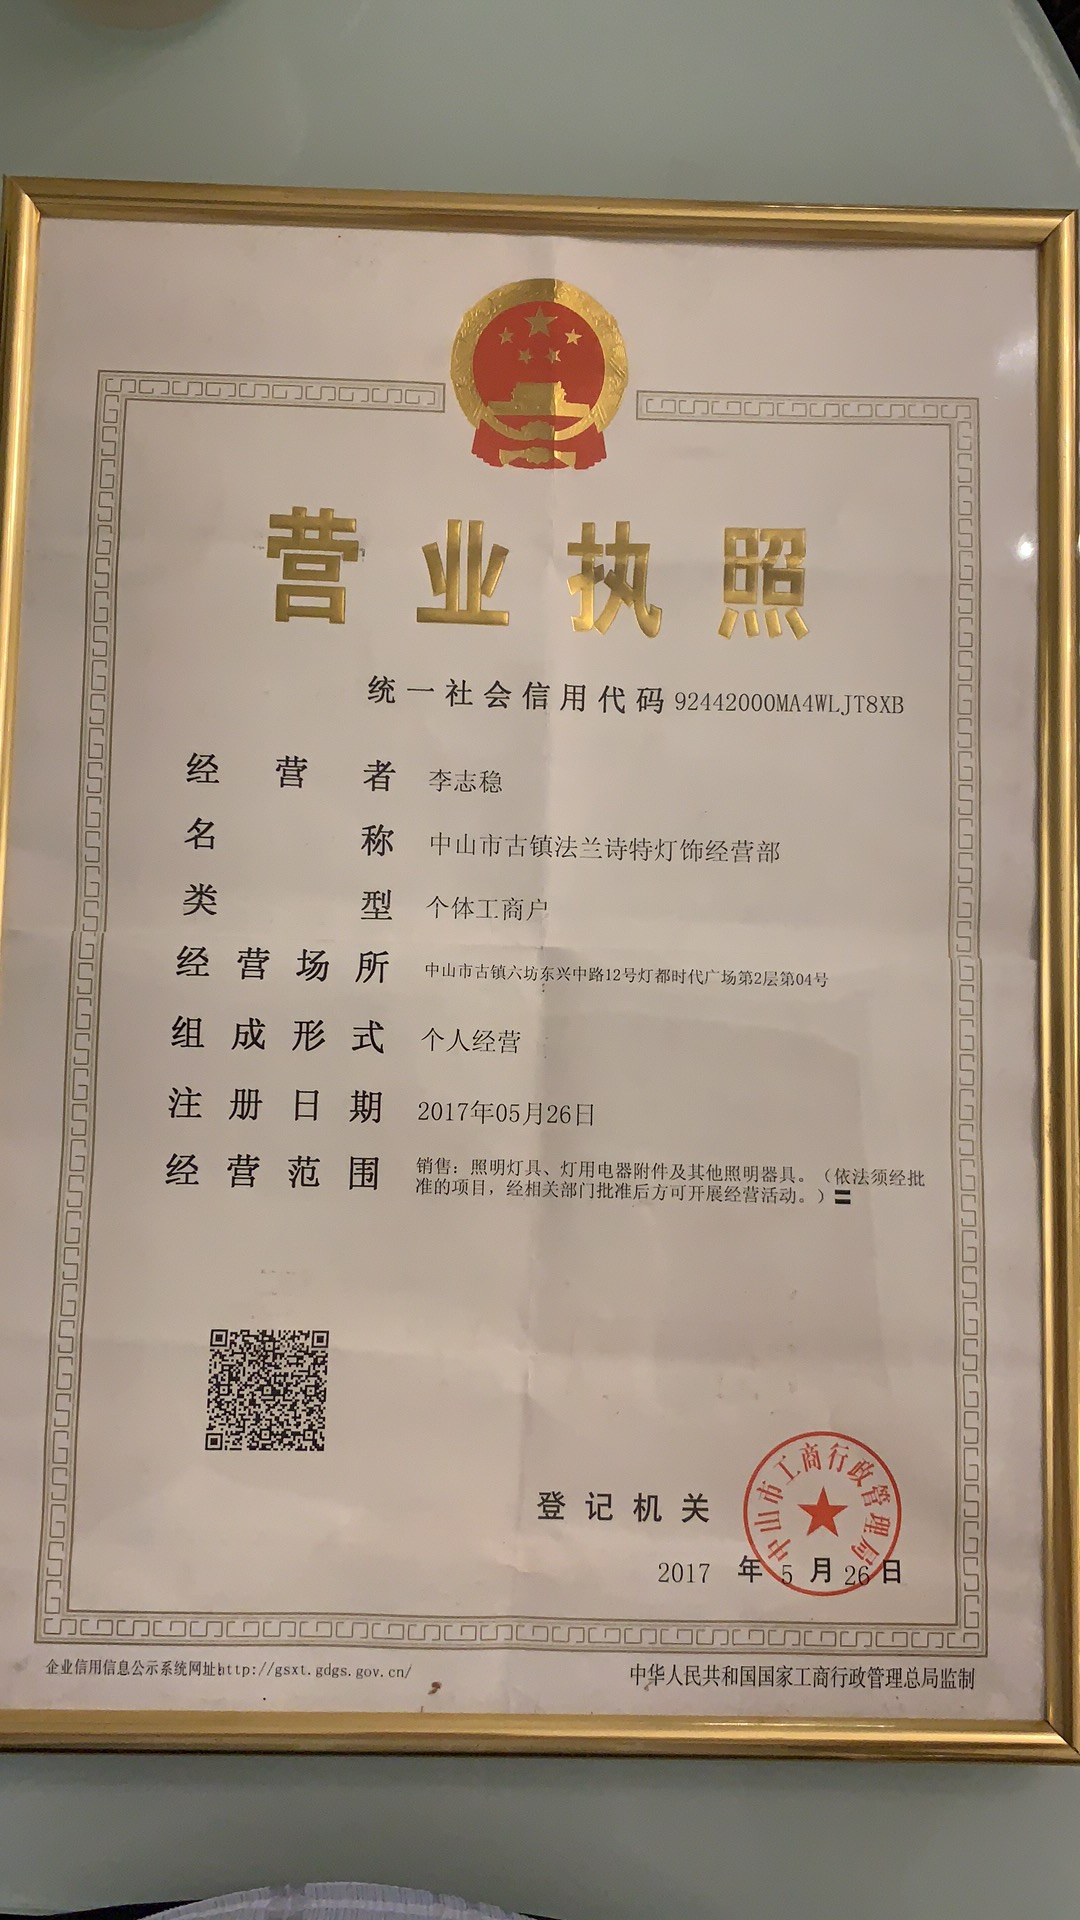 营业执照
统一社会信用代码 92442000MA4WLJT8XB
经营者 李志稳
名称 中山市古镇法兰诗特灯饰经营部
类型 个体工商户
经营场所 中山市古镇六坊东兴中路12号灯都时代广场第2层第04号
组成形式 个人经营
注册日期 2017年05月26日
经营范围 销售：照明灯具、灯用电器附件及其他照明器具。（依法须经批
准的项目，经相关部门批准后方可开展经营活动。）〓
登记机关
中山市工商行政管理局
2017 年 5 月 26 日
企业信用信息公示系统网址http://gsxt.gdgs.gov.cn/
中华人民共和国国家工商行政管理总局监制